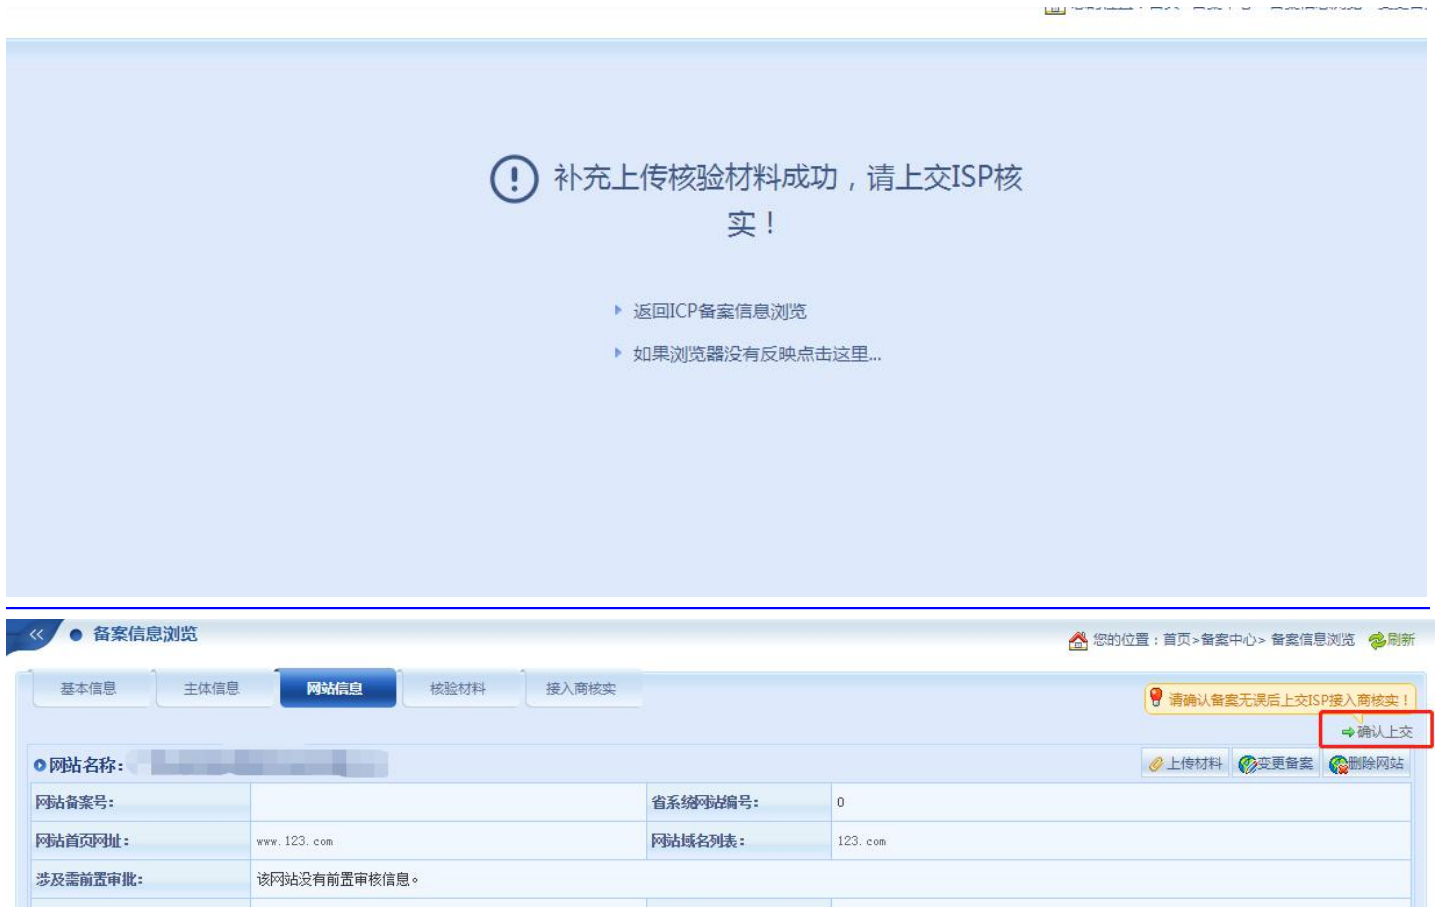 补充上传核验材料成功，请上交ISP核
实！
返回ICP备案信息浏览
如果浏览器没有反映点击这里...
备案信息浏览
您的位置：首页>备案中心> 备案信息浏览 刷新
基本信息 主体信息 网站信息 核验材料 接入商核实
请确认备案无误后上交ISP接入商核实！
确认上交
网站名称：
上传材料 变更备案 删除网站
网站备案号： 省系统网站编号： 0
网站首页网址： www.123.com 网站域名列表： 123.com
涉及需前置审批： 该网站没有前置审核信息。